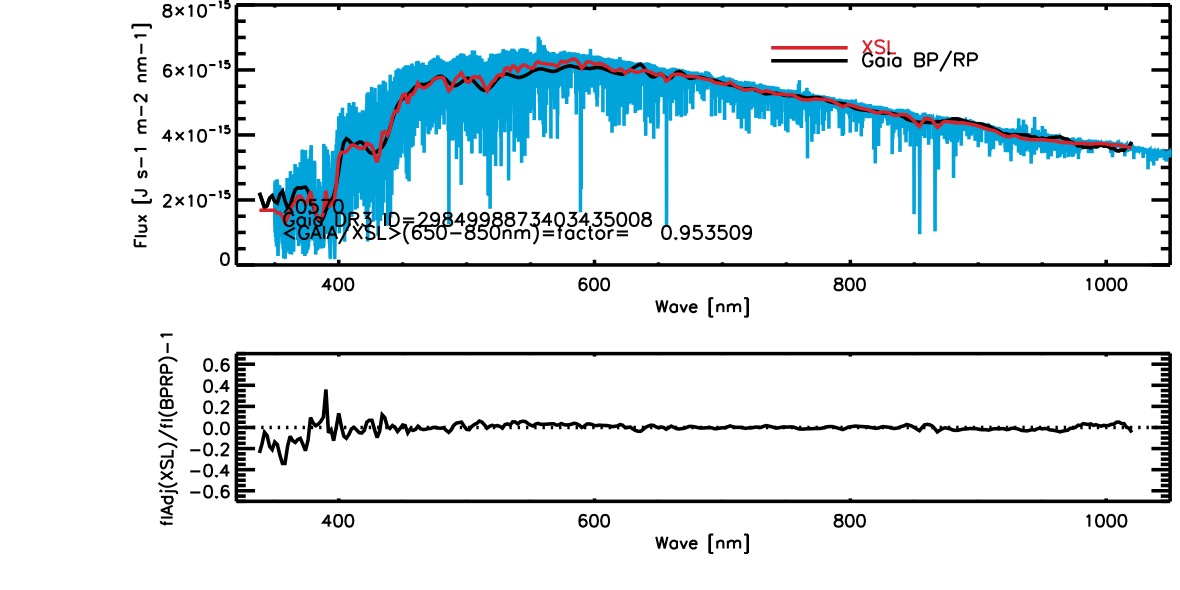 8×10−15
6×10−15
4×10−15
2×10−15
0
Flux [J s−1 m−2 nm−1]
XSL
Gaia BP/RP
X0570
Gaia DR3 ID=2984998873403435008
<GAIA/XSL>(650−850nm)=factor= 0.953509
400 600 800 1000
Wave [nm]
0.6
0.4
0.2
0.0
−0.2
−0.4
−0.6
flAdj(XSL)/fl(BPRP)−1
400 600 800 1000
Wave [nm]